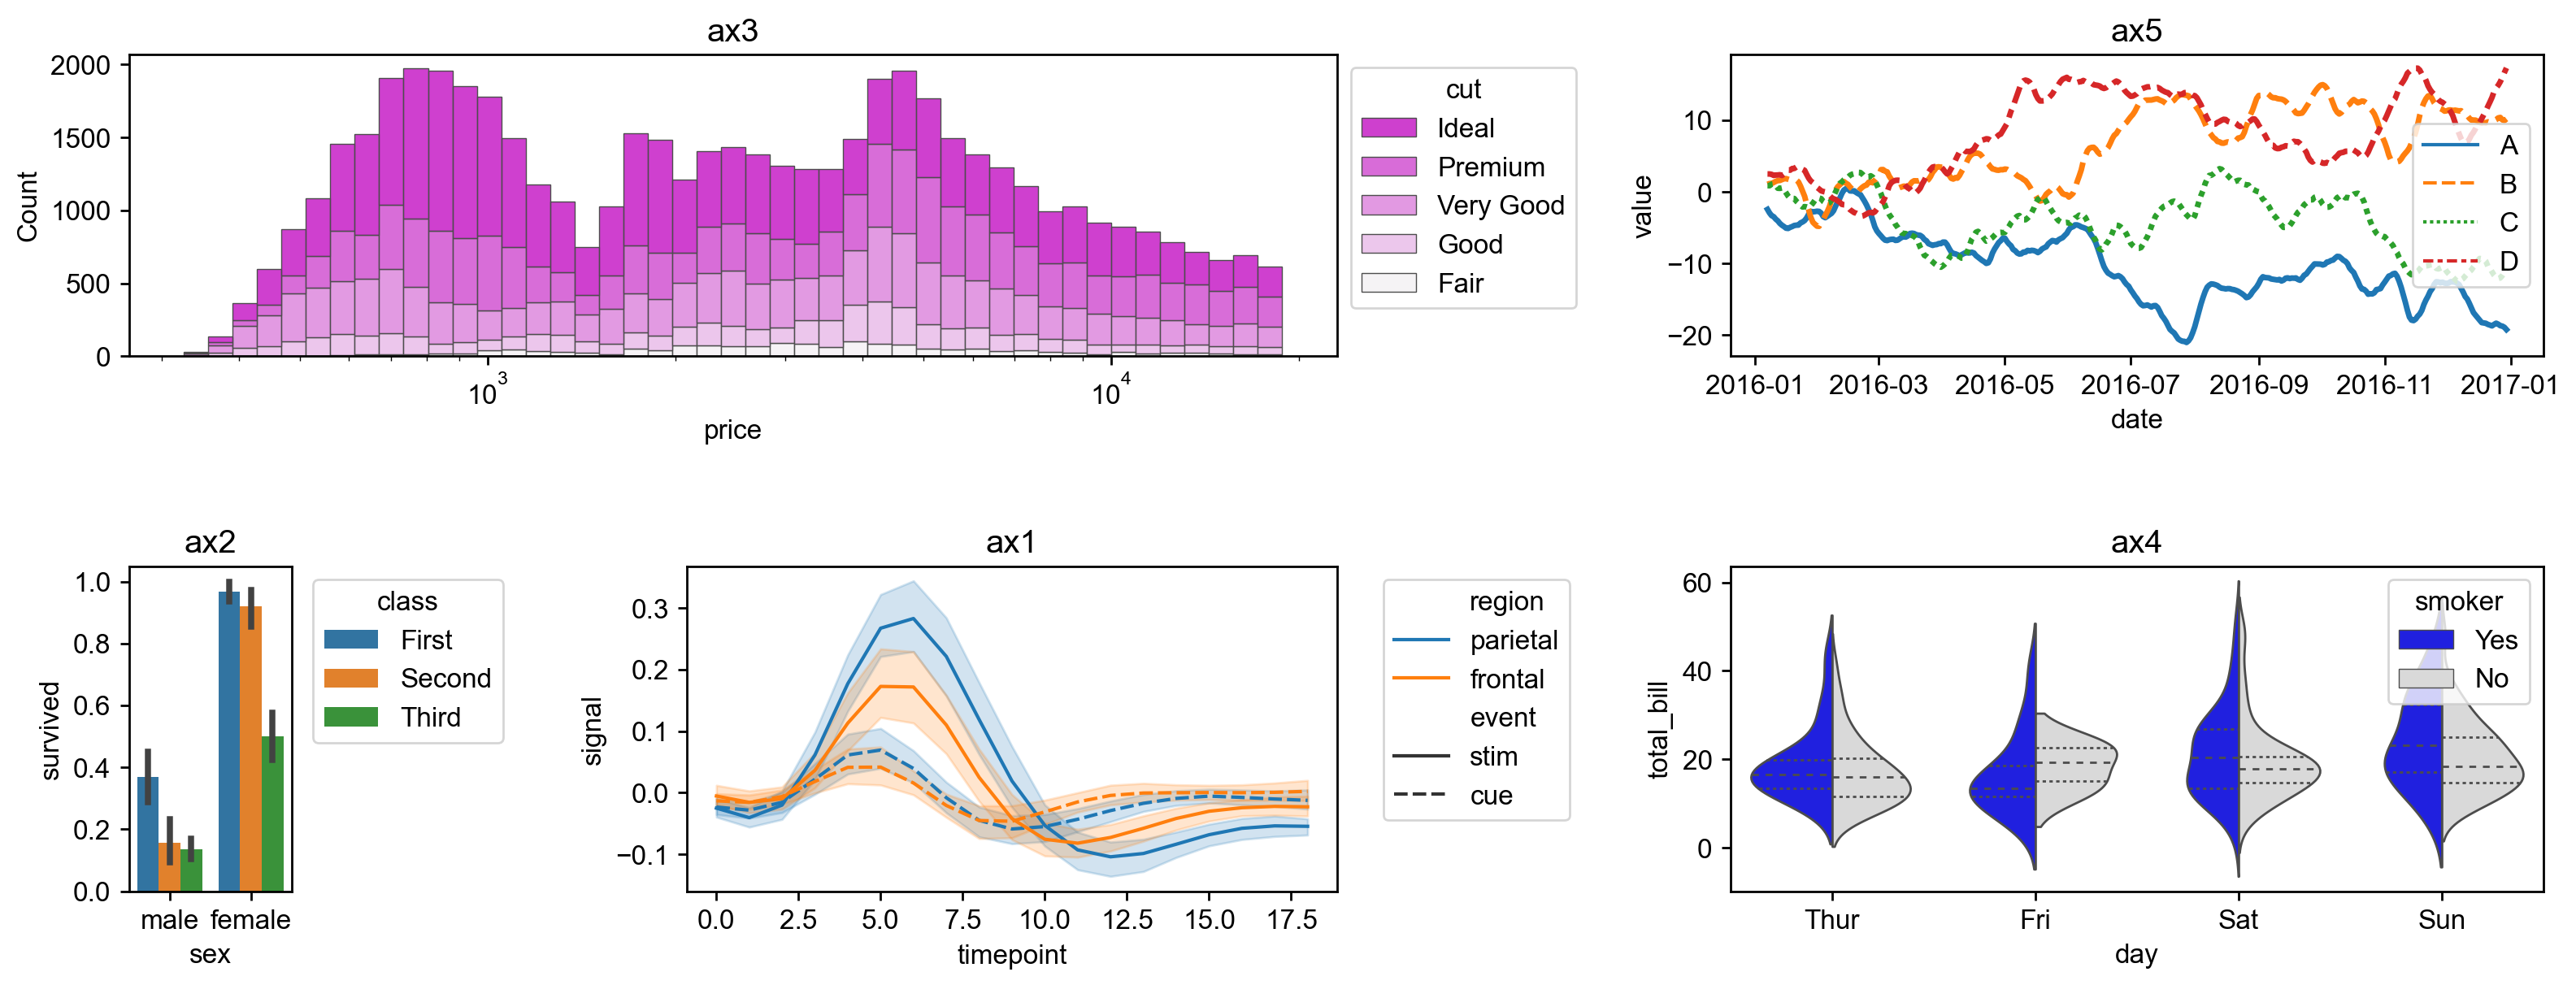 ax3
2000
1500
1000
500
0
Count
10³
10⁴
price
cut
Ideal
Premium
Very Good
Good
Fair
ax5
10
0
−10
−20
value
2016-01 2016-03 2016-05 2016-07 2016-09 2016-11 2017-01
date
A
B
C
D
ax2
1.0
0.8
0.6
0.4
0.2
0.0
survived
male female
sex
class
First
Second
Third
ax1
0.3
0.2
0.1
0.0
−0.1
signal
0.0 2.5 5.0 7.5 10.0 12.5 15.0 17.5
timepoint
region
parietal
frontal
event
stim
cue
ax4
60
40
20
0
total_bill
Thur Fri Sat Sun
day
smoker
Yes
No